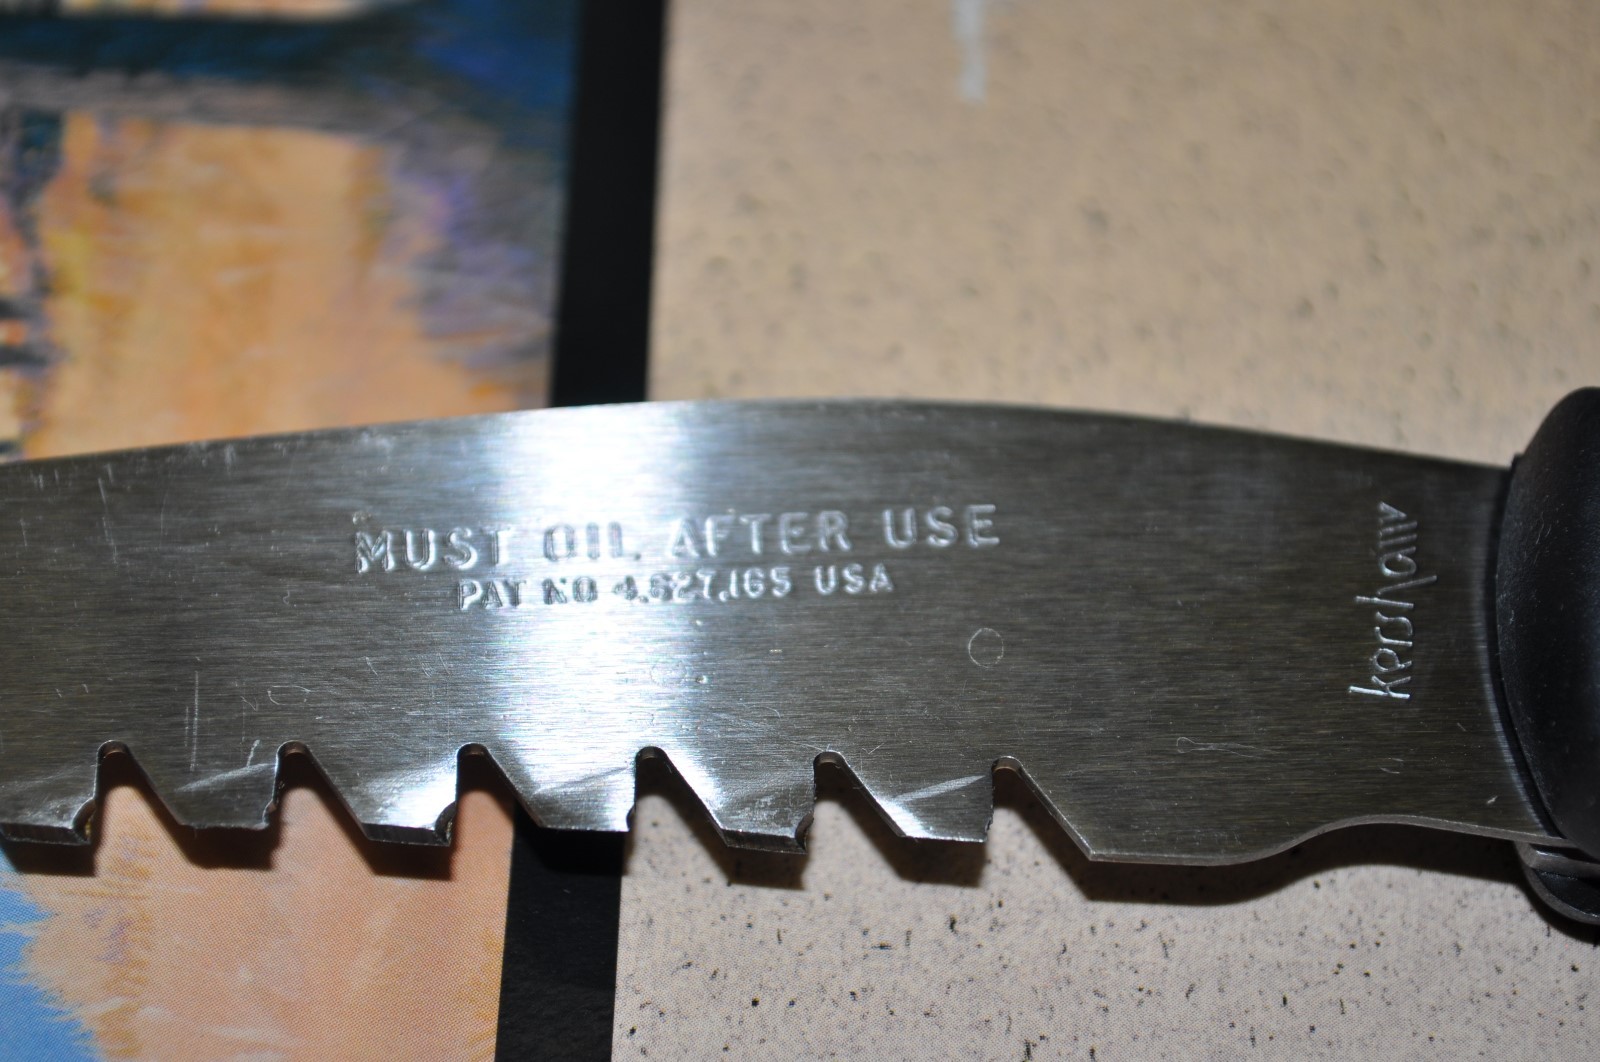 MUST OIL AFTER USE
PAT NO 4,627,165 USA
kershaw